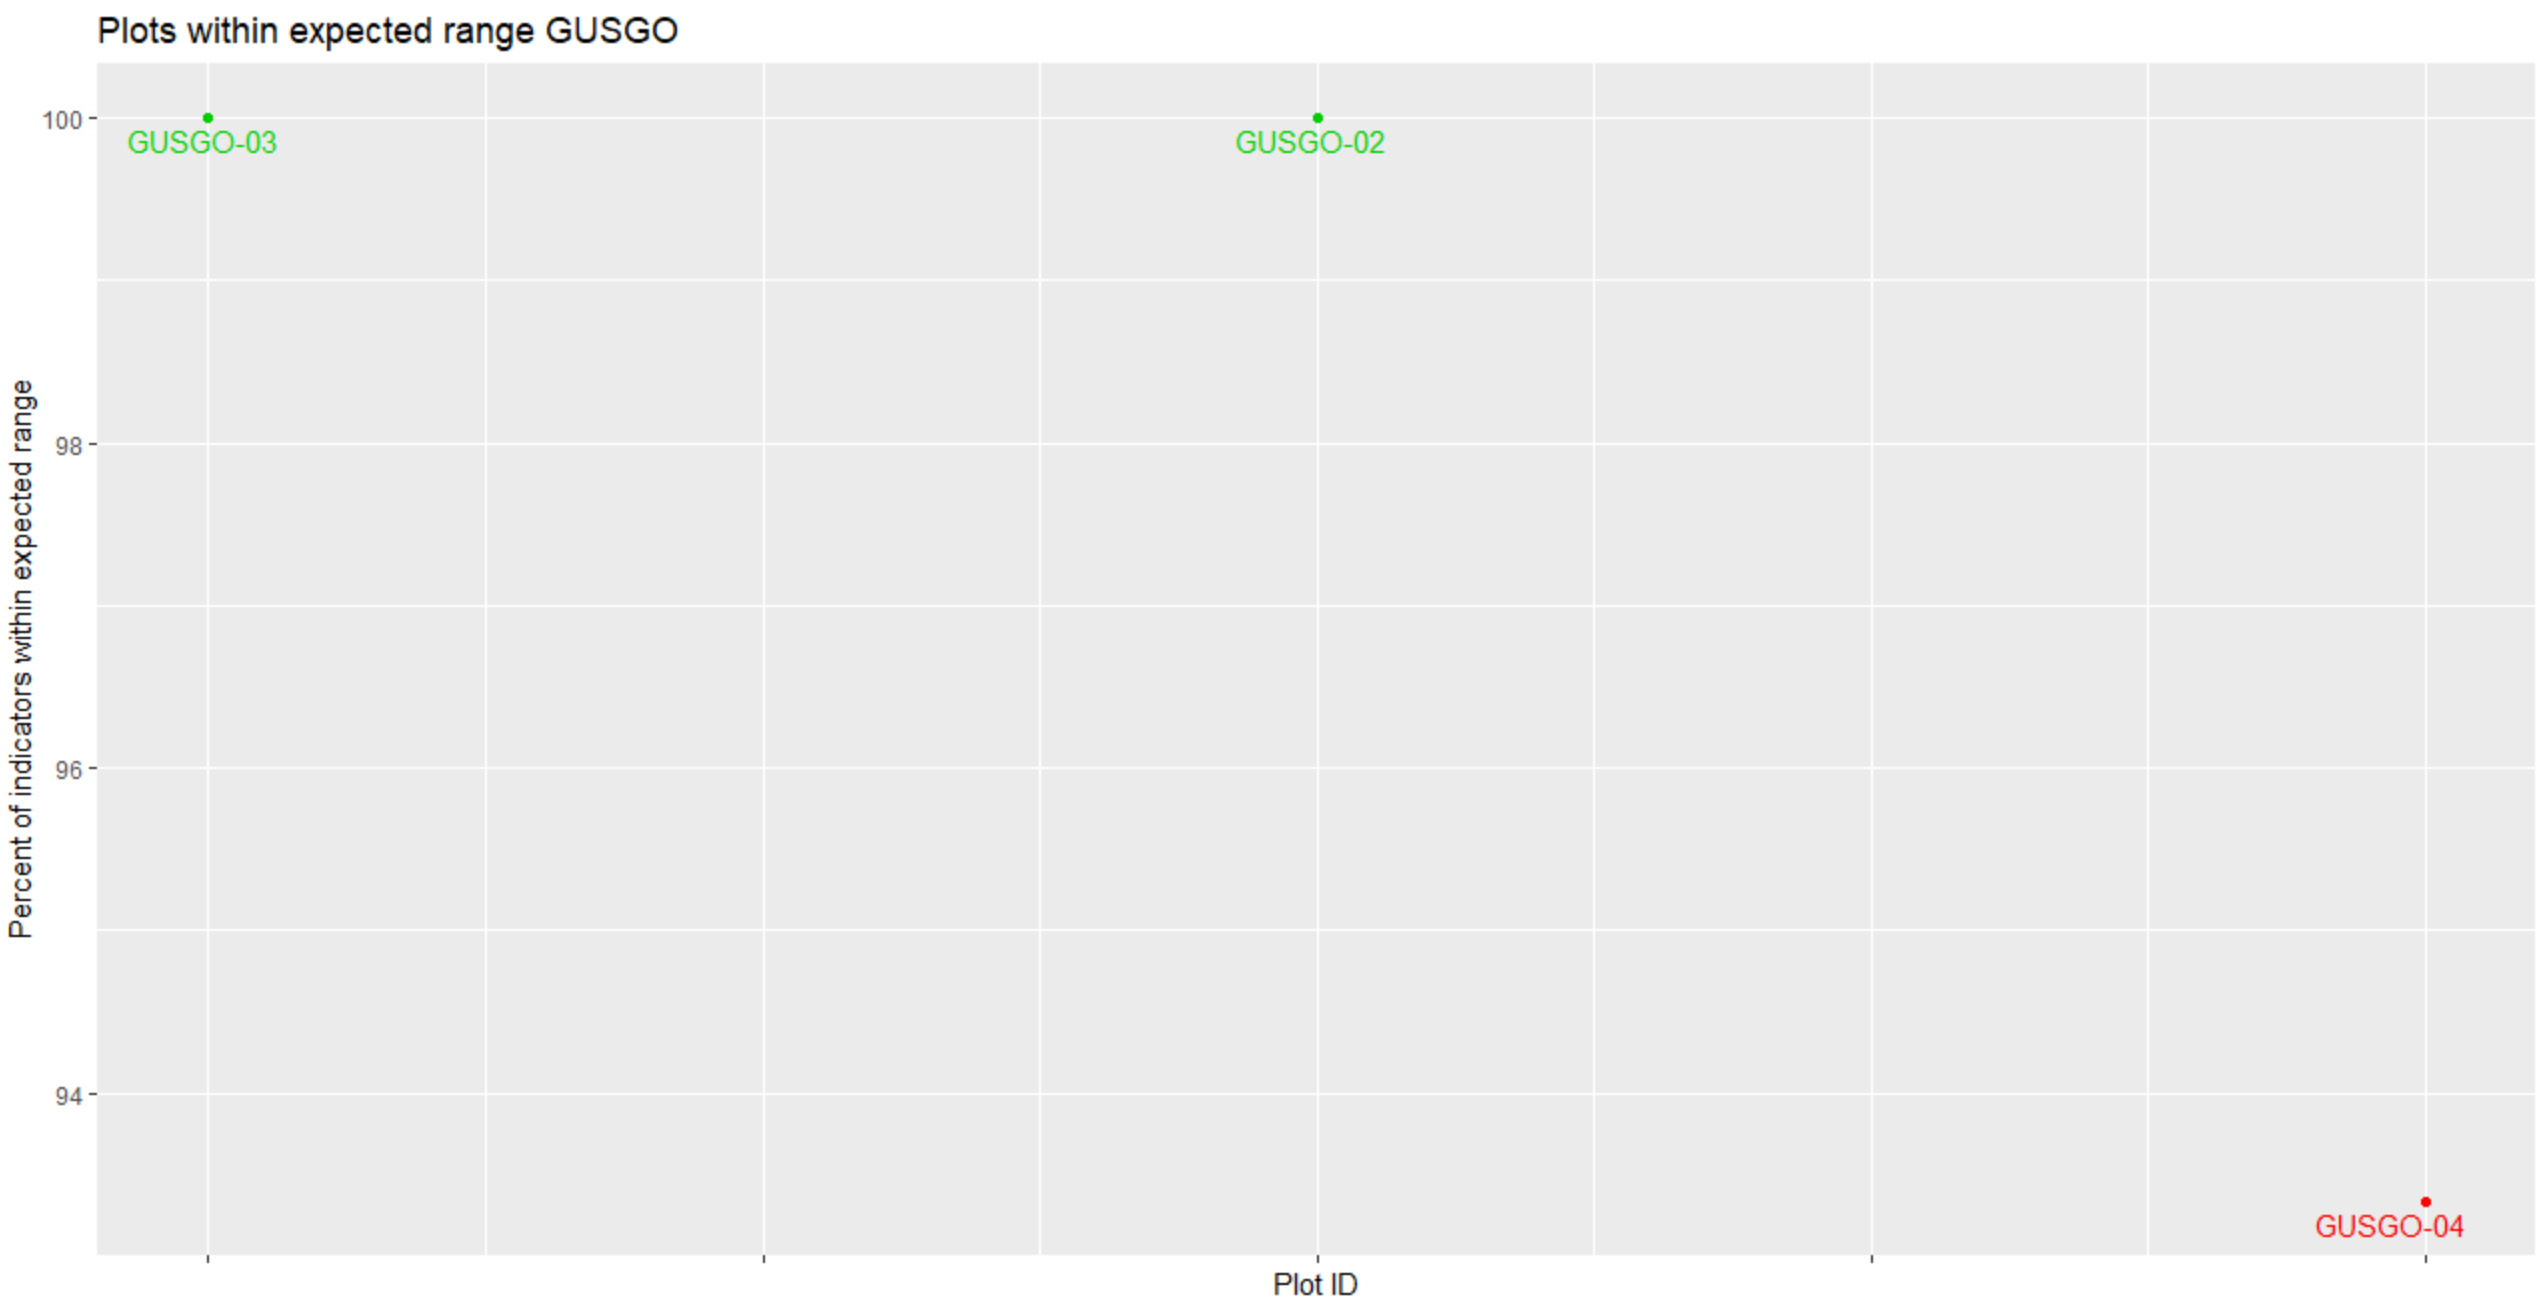 Plots within expected range GUSGO
100
GUSGO-03
GUSGO-02
98
Percent of indicators within expected range
96
94
GUSGO-04
Plot ID